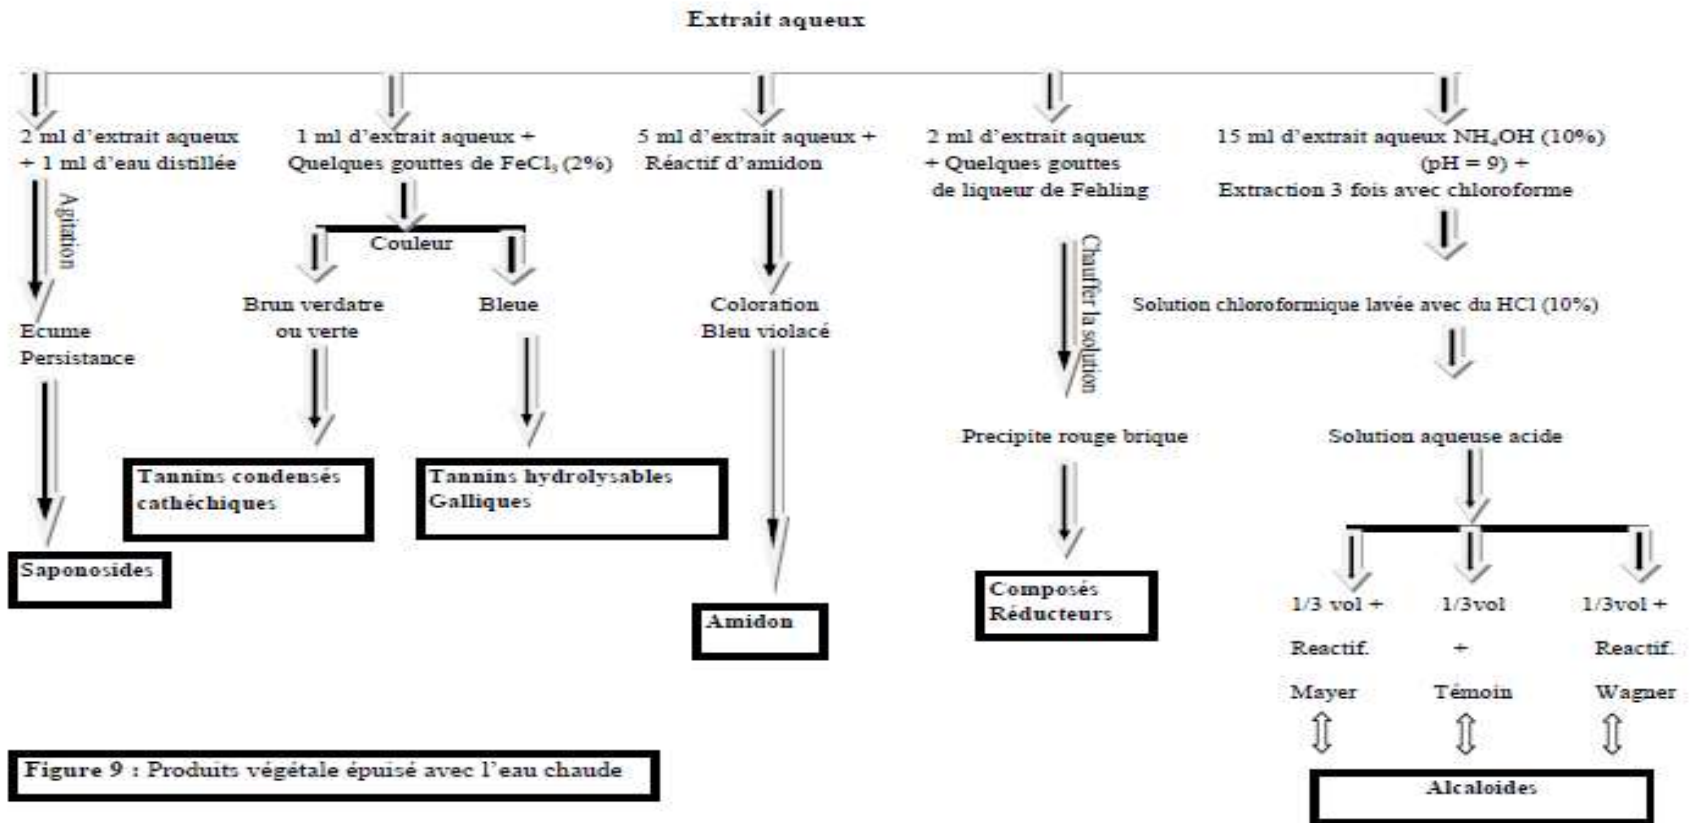 Extrait aqueux
2 ml d'extrait aqueux
+ 1 ml d'eau distillée
Agitation
Ecume
Persistance
Saponosides
1 ml d'extrait aqueux +
Quelques gouttes de FeCl₃ (2%)
Couleur
Brun verdatre
ou verte
Tannins condensés
cathéchiques
Bleue
Tannins hydrolysables
Galliques
5 ml d'extrait aqueux +
Réactif d'amidon
Coloration
Bleu violacé
Amidon
2 ml d'extrait aqueux
+ Quelques gouttes
de liqueur de Fehling
Chauffer la solution
Precipite rouge brique
Composés
Réducteurs
15 ml d'extrait aqueux NH₄OH (10%)
(pH = 9) +
Extraction 3 fois avec chloroforme
Solution chloroformique lavée avec du HCl (10%)
Solution aqueuse acide
1/3 vol +
Reactif.
Mayer
1/3vol
+
Témoin
1/3vol +
Reactif.
Wagner
Alcaloides
Figure 9 : Produits végétale épuisé avec l'eau chaude